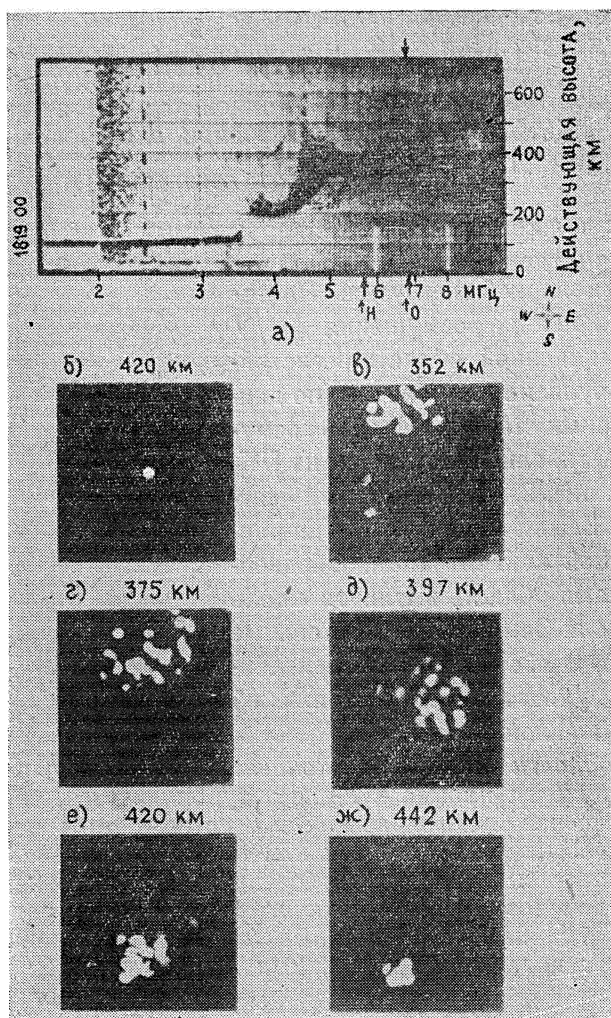 600
400
200
0
Действующая высота, км
1819 00
2 3 4 5 6 7 8 МГц
Н О
N
W E
S
а)
б) 420 км
в) 352 км
г) 375 км
д) 397 км
е) 420 км
ж) 442 км